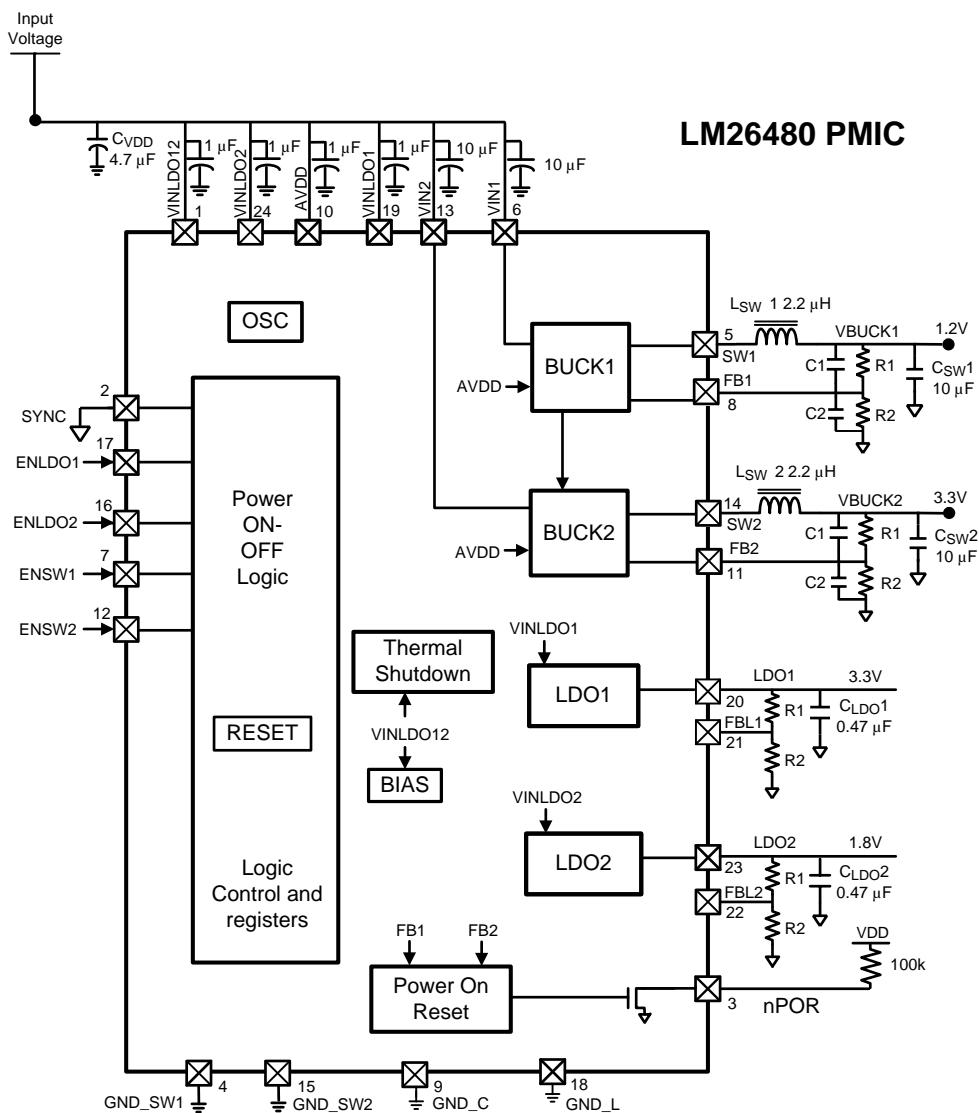 Input
Voltage
LM26480 PMIC
CVDD
4.7 µF
VINLDO12
1 µF
1
VINLDO2
1 µF
24
AVDD
1 µF
10
VINLDO1
1 µF
19
VIN2
10 µF
13
VIN1
10 µF
6
OSC
LSW 1 2.2 µH
VBUCK1
1.2V
5
SW1
BUCK1
AVDD
FB1
8
C1
R1
C2
R2
CSW1
10 µF
2
SYNC
17
ENLDO1
16
ENLDO2
7
ENSW1
12
ENSW2
Power
ON-
OFF
Logic
RESET
Logic
Control and
registers
LSW 2 2.2 µH
VBUCK2
3.3V
14
SW2
BUCK2
AVDD
FB2
11
C1
R1
C2
R2
CSW2
10 µF
Thermal
Shutdown
VINLDO12
BIAS
VINLDO1
LDO1
LDO1
3.3V
20
FBL1
21
R1
R2
CLDO1
0.47 µF
VINLDO2
LDO2
LDO2
1.8V
23
FBL2
22
R1
R2
CLDO2
0.47 µF
FB1
FB2
Power On
Reset
VDD
100k
3
nPOR
4
GND_SW1
15
GND_SW2
9
GND_C
18
GND_L